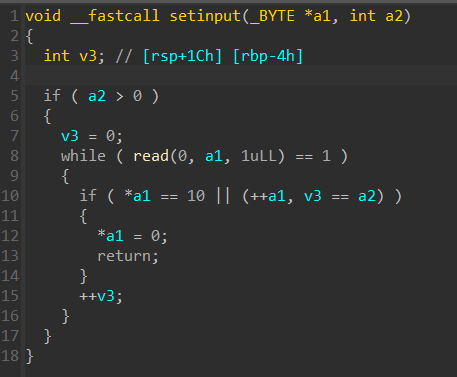 1 void __fastcall setinput(_BYTE *a1, int a2)
2 {
3   int v3; // [rsp+1Ch] [rbp-4h]
4
5   if ( a2 > 0 )
6   {
7     v3 = 0;
8     while ( read(0, a1, 1uLL) == 1 )
9     {
10       if ( *a1 == 10 || (++a1, v3 == a2) )
11       {
12         *a1 = 0;
13         return;
14       }
15       ++v3;
16     }
17   }
18 }